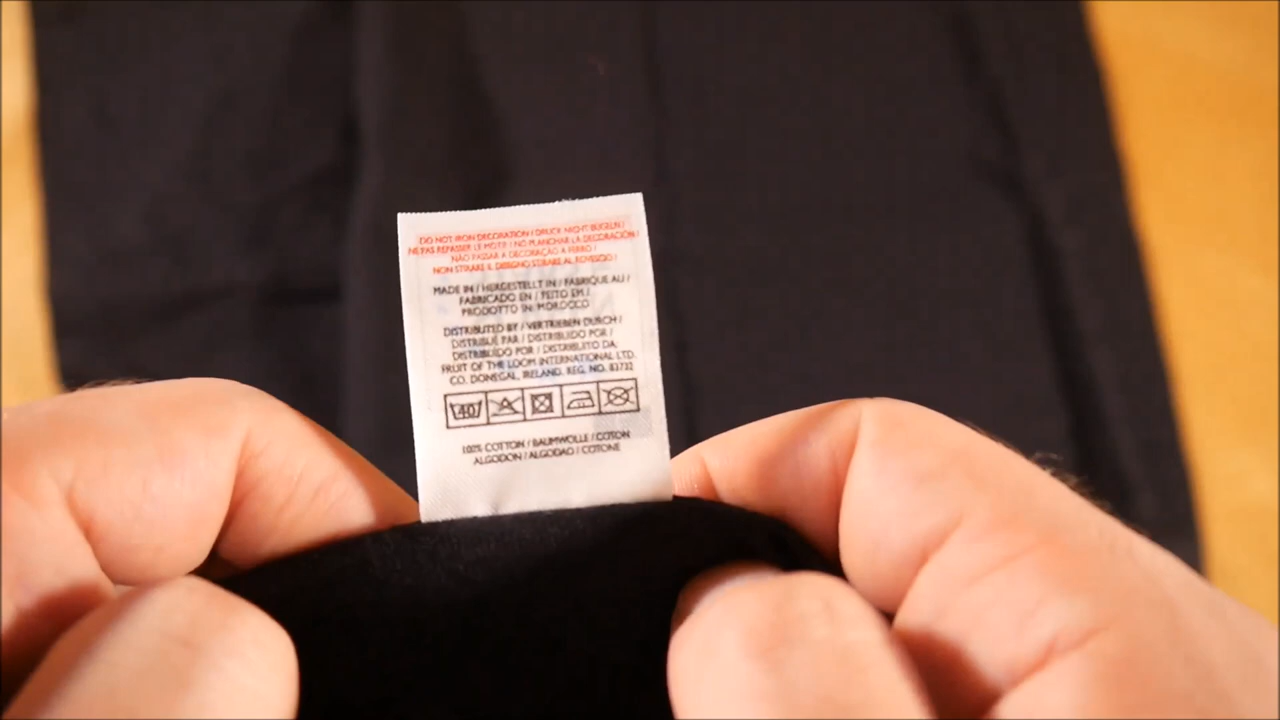 DO NOT IRON DECORATION / DRUCK NICHT BÜGELN /
NE PAS REPASSER LE MOTIF / NO PLANCHAR LA DECORACIÓN /
NÃO PASSAR A DECORAÇÃO A FERRO /
NON STIRARE IL DISEGNO STIRARE AL ROVESCIO
MADE IN / HERGESTELLT IN / FABRIQUE AU /
FABRICADO EN / FEITO EM /
PRODOTTO IN: MOROCCO
DISTRIBUTED BY / VERTRIEBEN DURCH /
DISTRIBUÉ PAR / DISTRIBUIDO POR /
DISTRIBUÍDO POR / DISTRIBUITO DA:
FRUIT OF THE LOOM INTERNATIONAL LTD.
CO. DONEGAL, IRELAND. REG. NO. 83732
40
100% COTTON / BAUMWOLLE / COTON
ALGODON / ALGODAO / COTONE